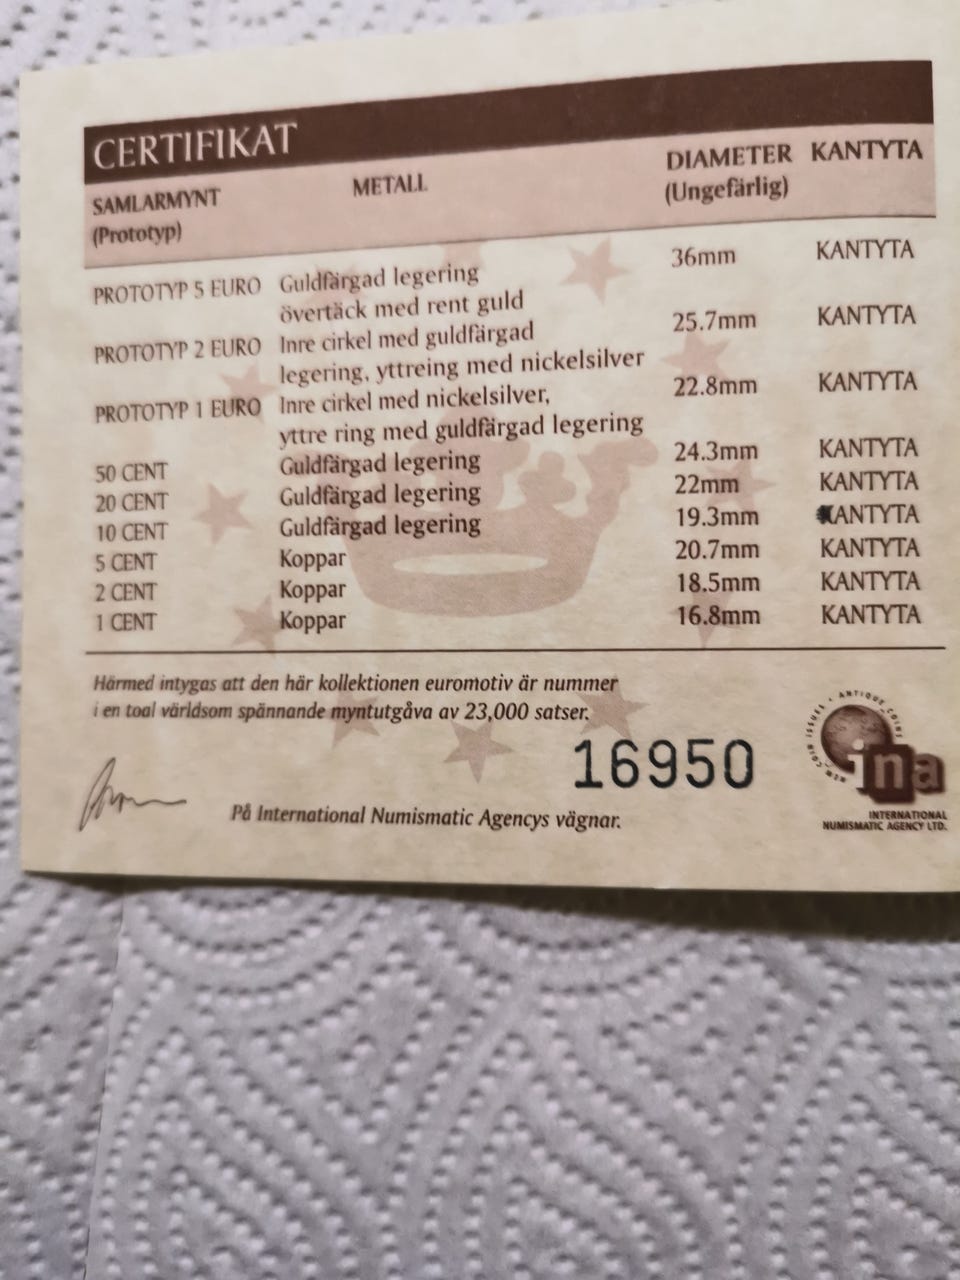 CERTIFIKAT
SAMLARMYNT
(Prototyp)
METALL
DIAMETER
(Ungefärlig)
KANTYTA
PROTOTYP 5 EURO Guldfärgad legering 36mm KANTYTA
övertäck med rent guld
PROTOTYP 2 EURO Inre cirkel med guldfärgad 25.7mm KANTYTA
legering, yttreing med nickelsilver
PROTOTYP 1 EURO Inre cirkel med nickelsilver, 22.8mm KANTYTA
yttre ring med guldfärgad legering
50 CENT Guldfärgad legering 24.3mm KANTYTA
20 CENT Guldfärgad legering 22mm KANTYTA
10 CENT Guldfärgad legering 19.3mm KANTYTA
5 CENT Koppar 20.7mm KANTYTA
2 CENT Koppar 18.5mm KANTYTA
1 CENT Koppar 16.8mm KANTYTA
Härmed intygas att den här kollektionen euromotiv är nummer
i en toal världsom spännande myntutgåva av 23,000 satser.
16950
På International Numismatic Agencys vägnar.
NEW COIN ISSUES • ANTIQUE COINS
ina
INTERNATIONAL
NUMISMATIC AGENCY LTD.